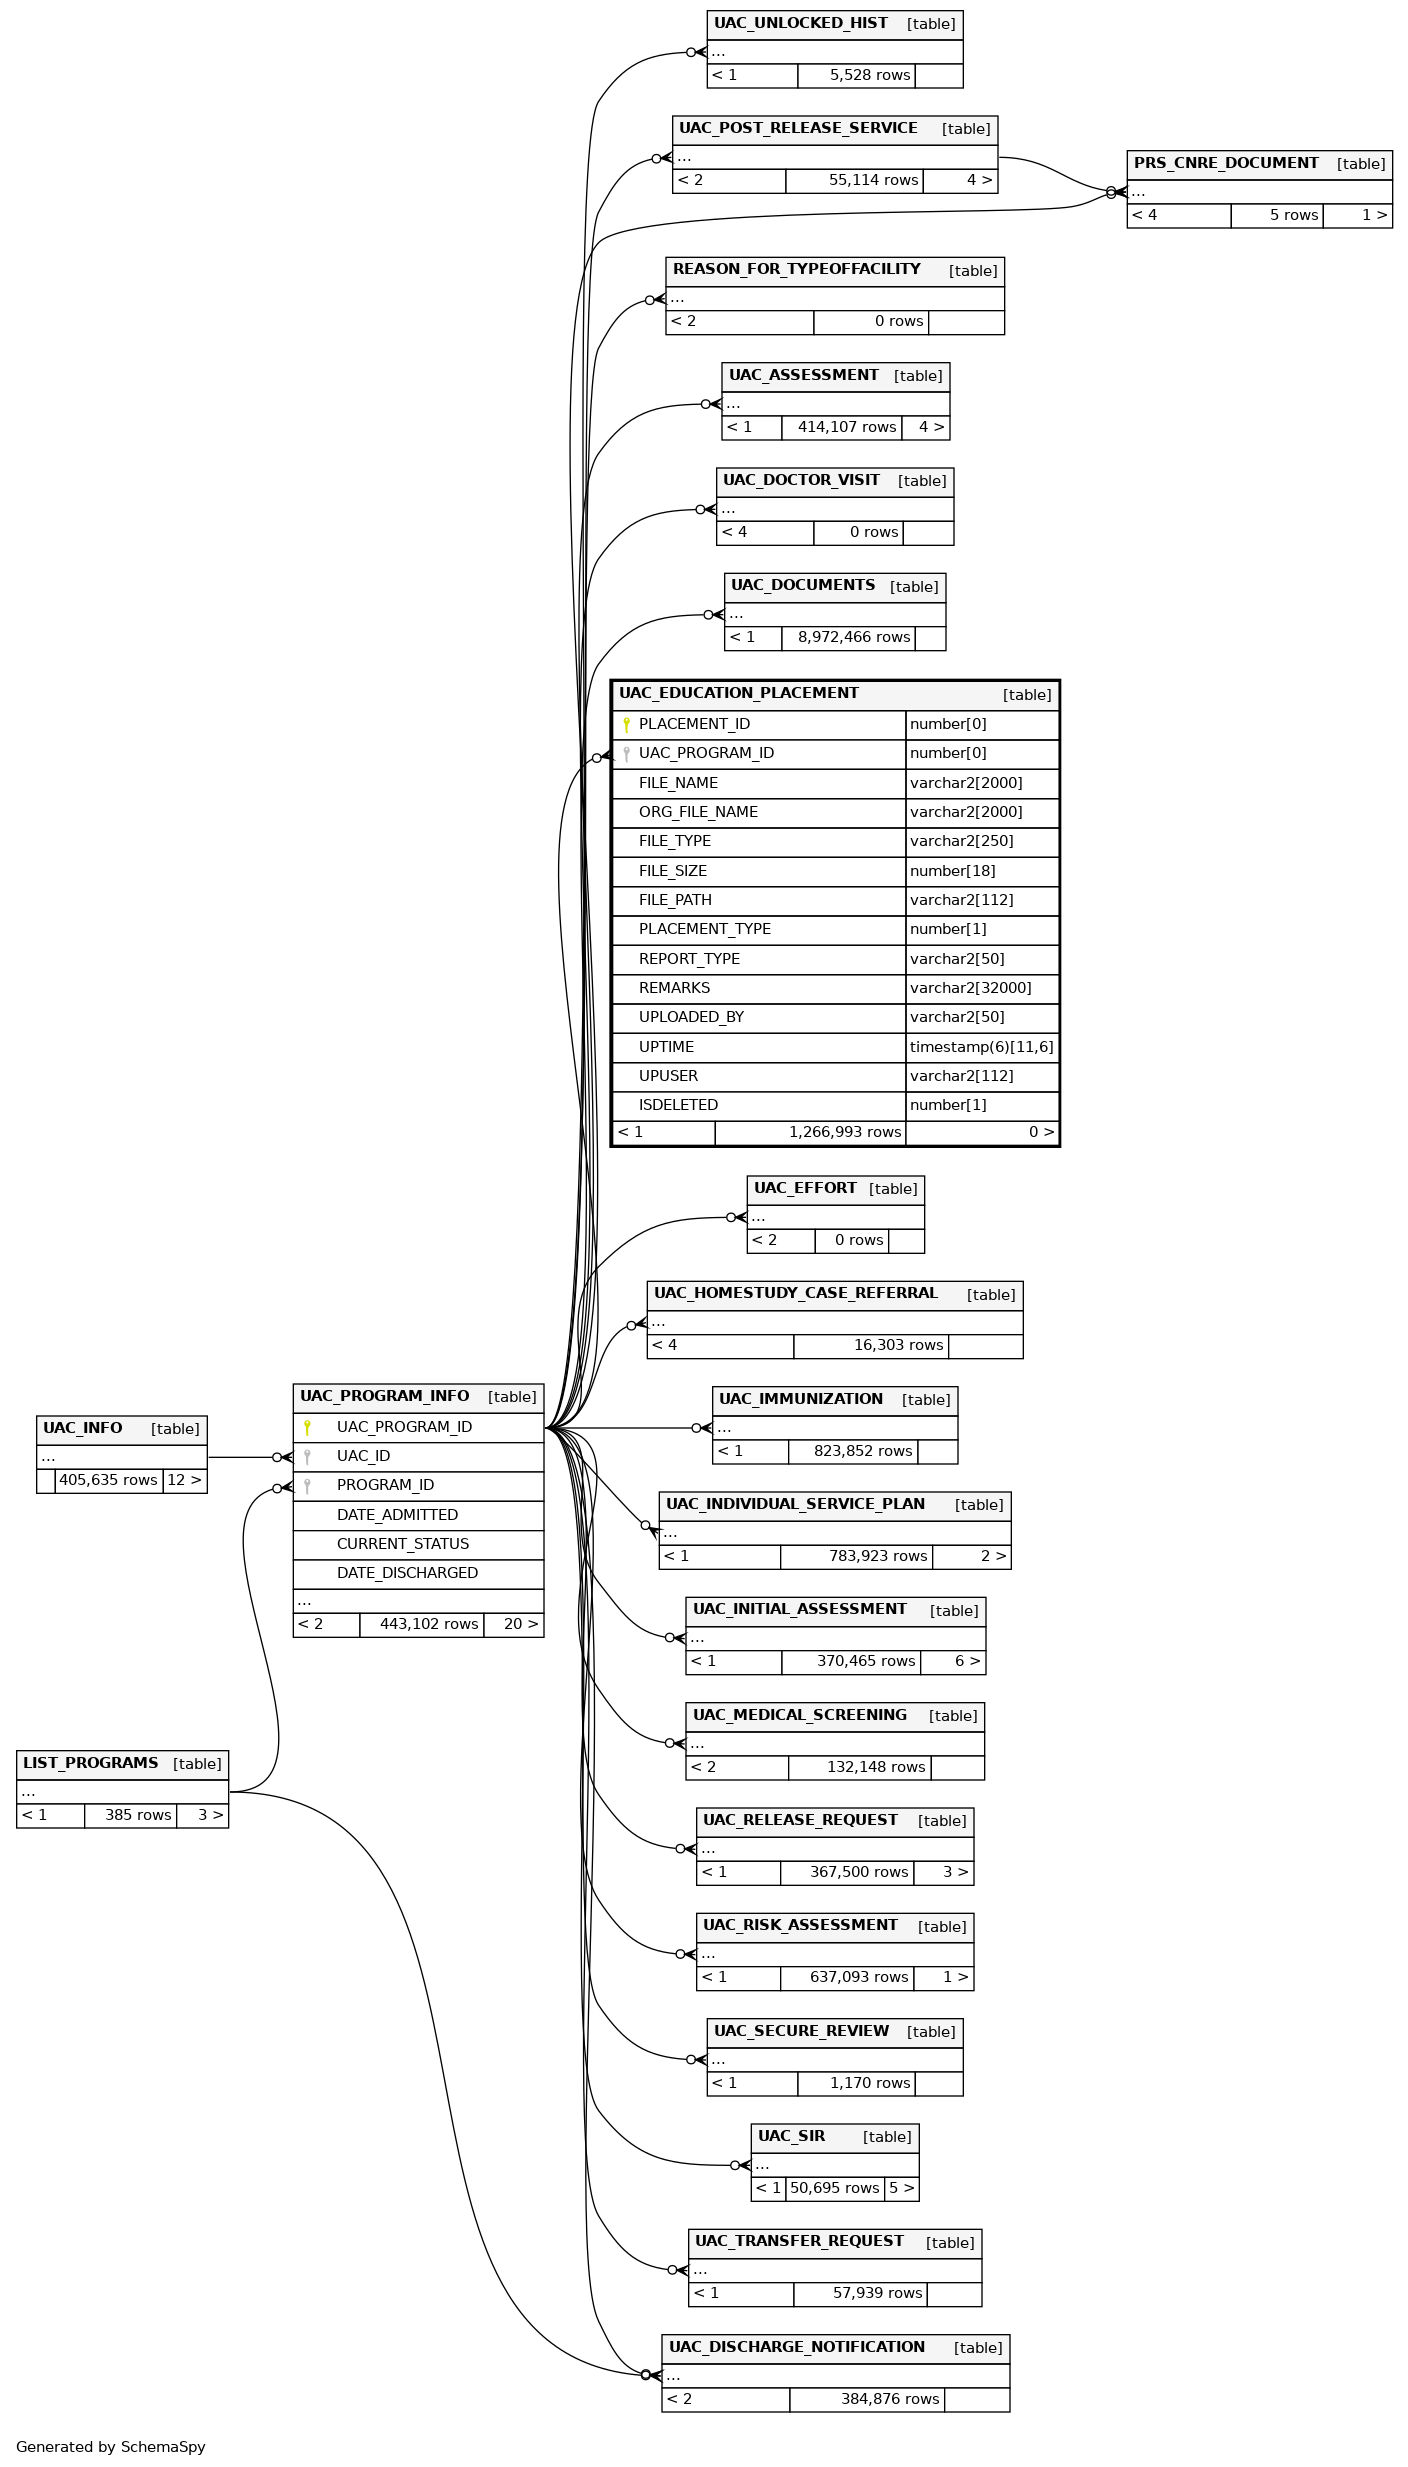 UAC_UNLOCKED_HIST [table]
...
< 1 5,528 rows
UAC_POST_RELEASE_SERVICE [table]
...
< 2 55,114 rows 4 >
PRS_CNRE_DOCUMENT [table]
...
< 4 5 rows 1 >
REASON_FOR_TYPEOFFACILITY [table]
...
< 2 0 rows
UAC_ASSESSMENT [table]
...
< 1 414,107 rows 4 >
UAC_DOCTOR_VISIT [table]
...
< 4 0 rows
UAC_DOCUMENTS [table]
...
< 1 8,972,466 rows
UAC_EDUCATION_PLACEMENT [table]
PLACEMENT_ID number[0]
UAC_PROGRAM_ID number[0]
FILE_NAME varchar2[2000]
ORG_FILE_NAME varchar2[2000]
FILE_TYPE varchar2[250]
FILE_SIZE number[18]
FILE_PATH varchar2[112]
PLACEMENT_TYPE number[1]
REPORT_TYPE varchar2[50]
REMARKS varchar2[32000]
UPLOADED_BY varchar2[50]
UPTIME timestamp(6)[11,6]
UPUSER varchar2[112]
ISDELETED number[1]
< 1 1,266,993 rows 0 >
UAC_EFFORT [table]
...
< 2 0 rows
UAC_HOMESTUDY_CASE_REFERRAL [table]
...
< 4 16,303 rows
UAC_IMMUNIZATION [table]
...
< 1 823,852 rows
UAC_PROGRAM_INFO [table]
UAC_PROGRAM_ID
UAC_ID
PROGRAM_ID
DATE_ADMITTED
CURRENT_STATUS
DATE_DISCHARGED
...
< 2 443,102 rows 20 >
UAC_INFO [table]
...
405,635 rows 12 >
UAC_INDIVIDUAL_SERVICE_PLAN [table]
...
< 1 783,923 rows 2 >
UAC_INITIAL_ASSESSMENT [table]
...
< 1 370,465 rows 6 >
UAC_MEDICAL_SCREENING [table]
...
< 2 132,148 rows
LIST_PROGRAMS [table]
...
< 1 385 rows 3 >
UAC_RELEASE_REQUEST [table]
...
< 1 367,500 rows 3 >
UAC_RISK_ASSESSMENT [table]
...
< 1 637,093 rows 1 >
UAC_SECURE_REVIEW [table]
...
< 1 1,170 rows
UAC_SIR [table]
...
< 1 50,695 rows 5 >
UAC_TRANSFER_REQUEST [table]
...
< 1 57,939 rows
UAC_DISCHARGE_NOTIFICATION [table]
...
< 2 384,876 rows
Generated by SchemaSpy